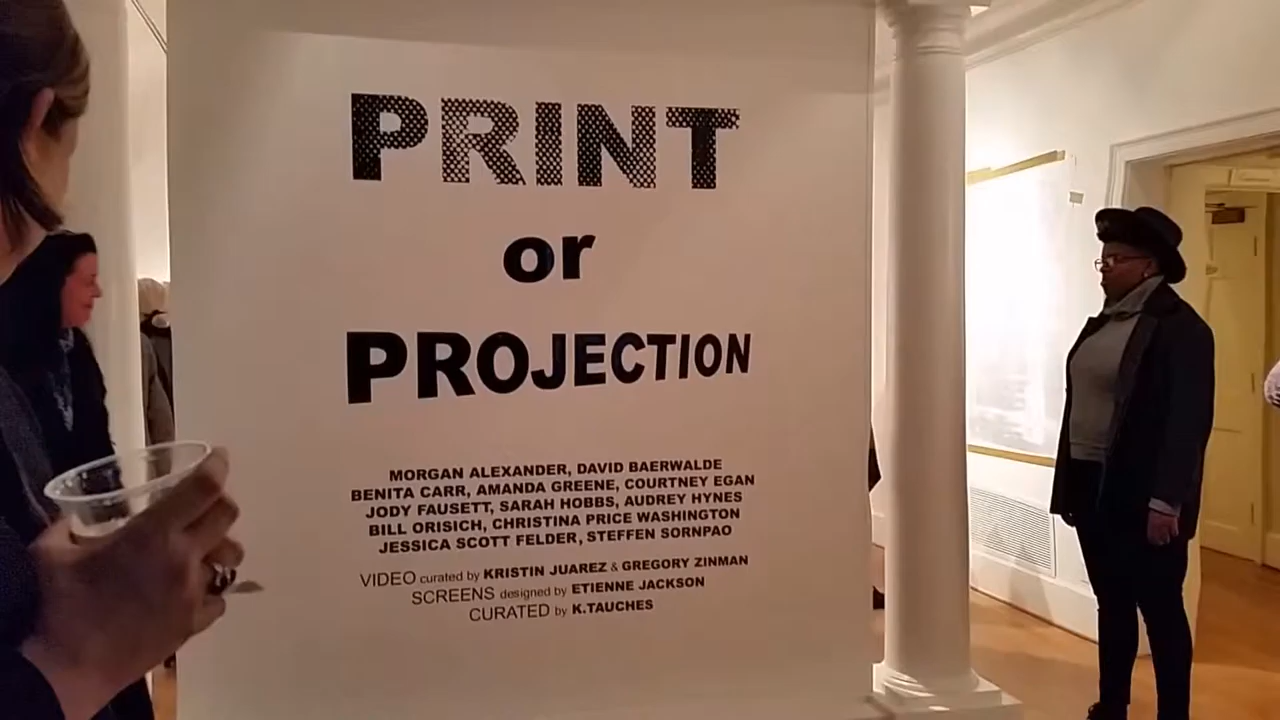 PRINT
or
PROJECTION
MORGAN ALEXANDER, DAVID BAERWALDE
BENITA CARR, AMANDA GREENE, COURTNEY EGAN
JODY FAUSETT, SARAH HOBBS, AUDREY HYNES
BILL ORISICH, CHRISTINA PRICE WASHINGTON
JESSICA SCOTT FELDER, STEFFEN SORNPAO
VIDEO curated by KRISTIN JUAREZ & GREGORY ZINMAN
SCREENS designed by ETIENNE JACKSON
CURATED by K.TAUCHES